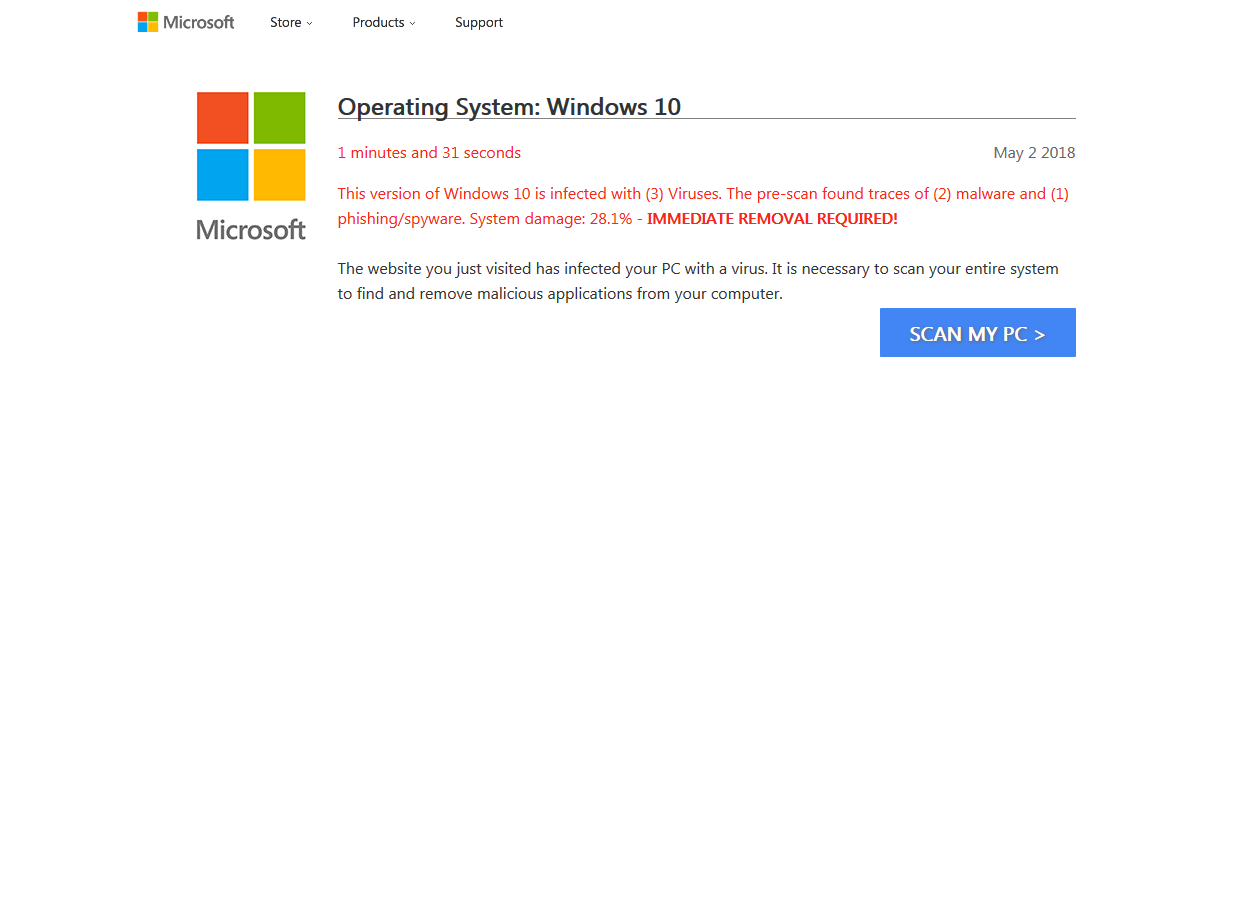 Microsoft Store Products Support
Operating System: Windows 10
1 minutes and 31 seconds May 2 2018
This version of Windows 10 is infected with (3) Viruses. The pre-scan found traces of (2) malware and (1)
phishing/spyware. System damage: 28.1% - IMMEDIATE REMOVAL REQUIRED!
Microsoft
The website you just visited has infected your PC with a virus. It is necessary to scan your entire system
to find and remove malicious applications from your computer.
SCAN MY PC >